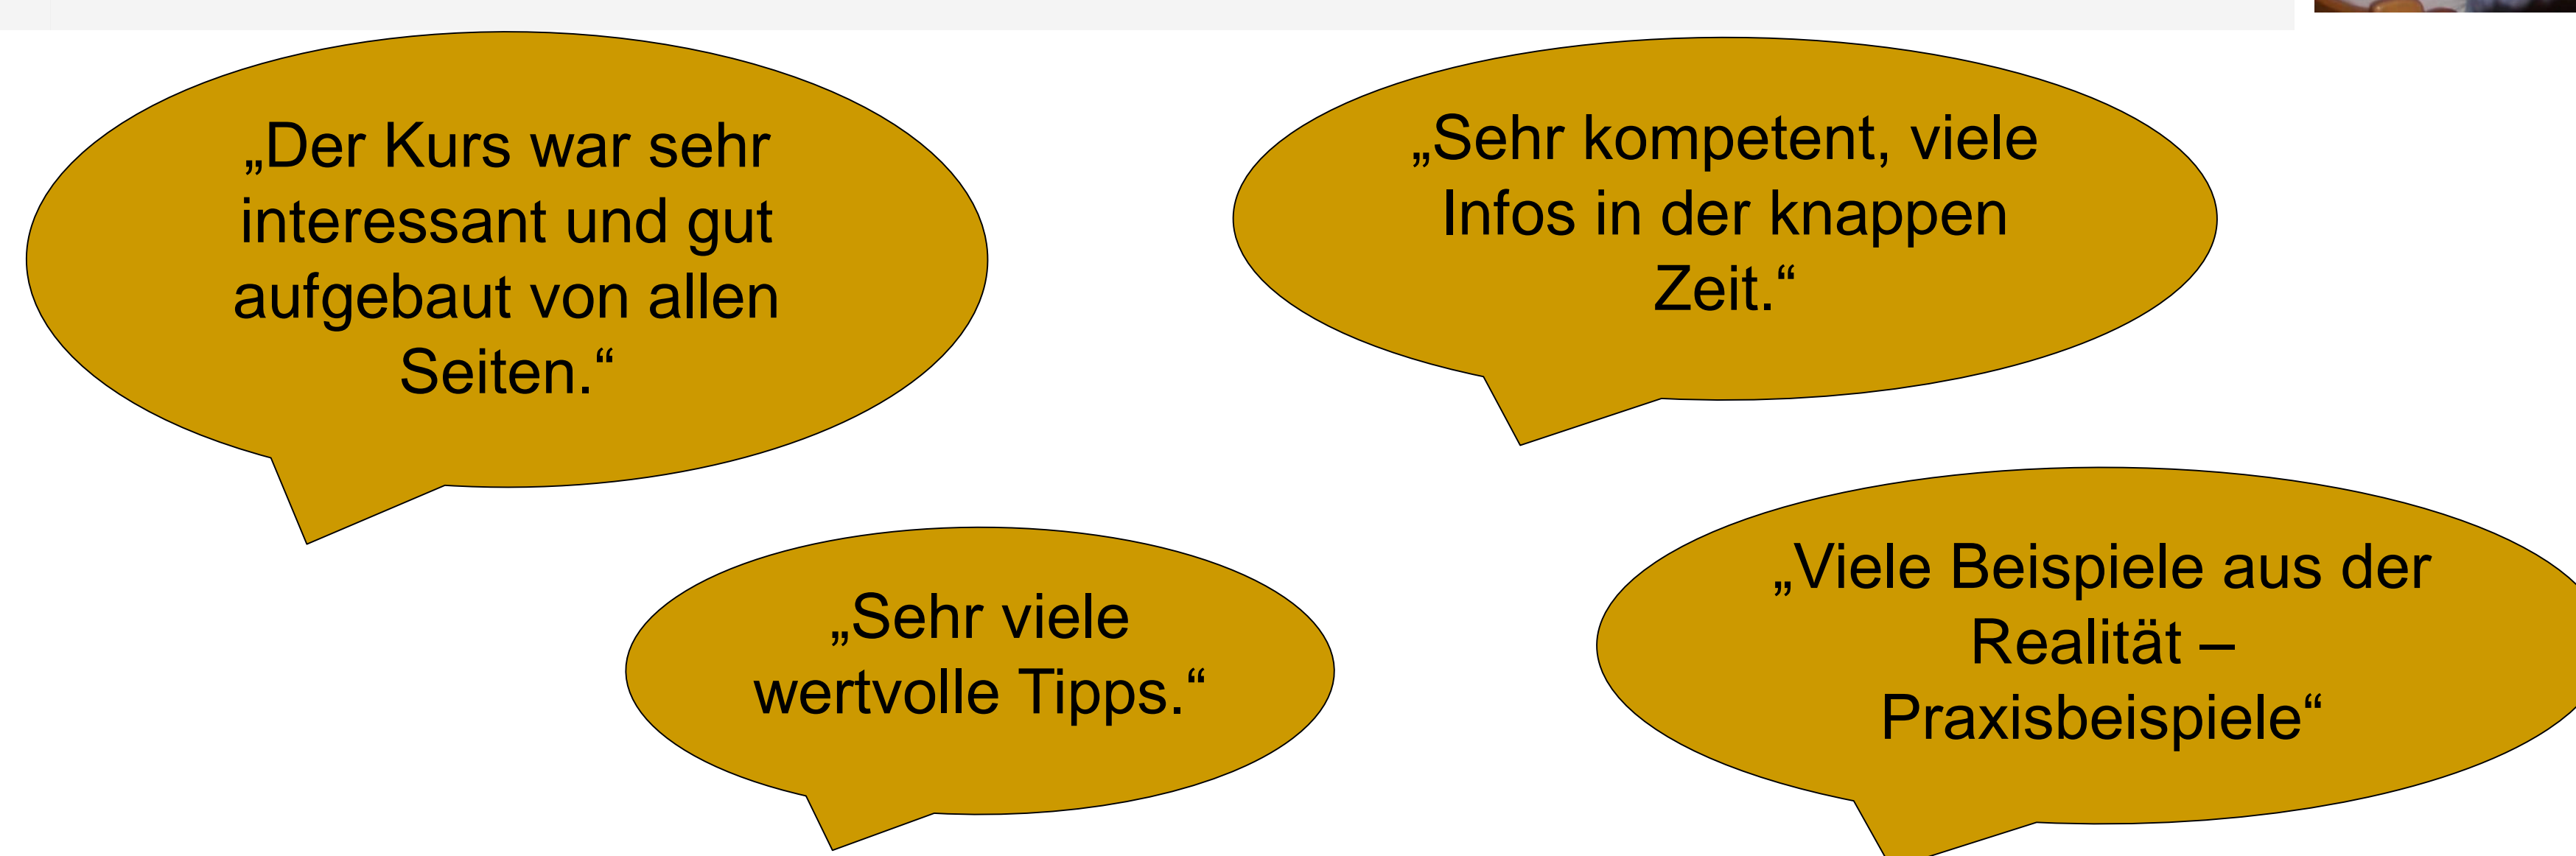 „Der Kurs war sehr
interessant und gut
aufgebaut von allen
Seiten.“
„Sehr kompetent, viele
Infos in der knappen
Zeit.“
„Sehr viele
wertvolle Tipps.“
„Viele Beispiele aus der
Realität –
Praxisbeispiele“